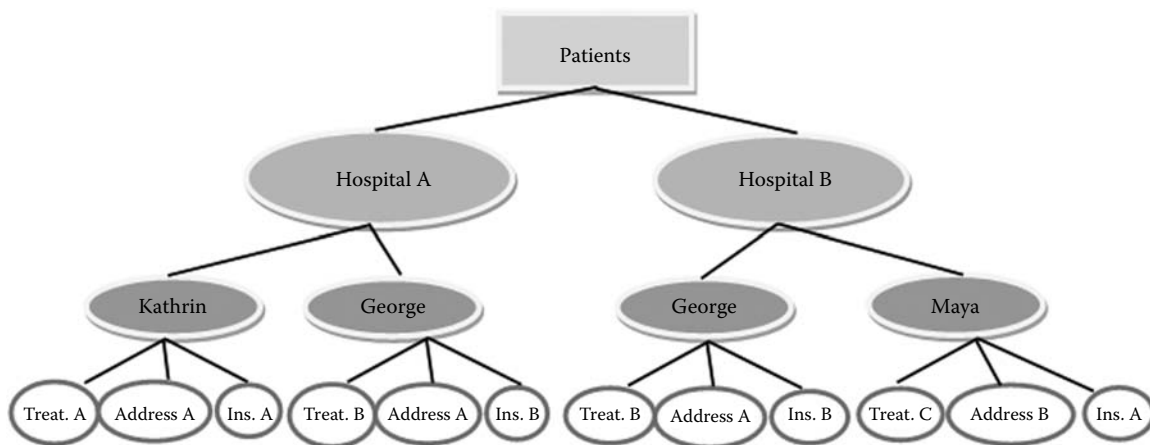 Patients
Hospital A
Hospital B
Kathrin
George
George
Maya
Treat. A
Address A
Ins. A
Treat. B
Address A
Ins. B
Treat. B
Address A
Ins. B
Treat. C
Address B
Ins. A